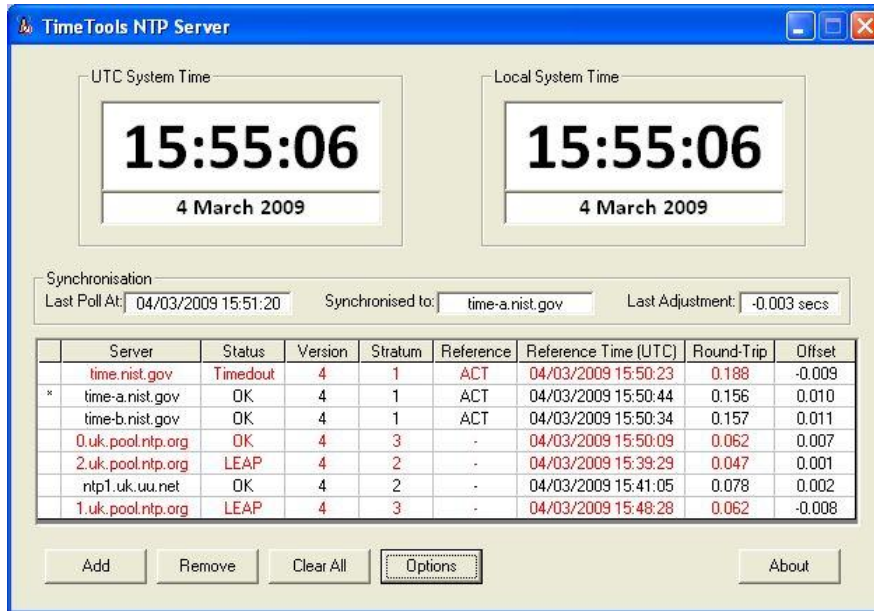 TimeTools NTP Server
UTC System Time
15:55:06
4 March 2009
Local System Time
15:55:06
4 March 2009
Synchronisation
Last Poll At: 04/03/2009 15:51:20 Synchronised to: time-a.nist.gov Last Adjustment: -0.003 secs
Server Status Version Stratum Reference Reference Time (UTC) Round-Trip Offset
time.nist.gov Timedout 4 1 ACT 04/03/2009 15:50:23 0.188 -0.009
* time-a.nist.gov OK 4 1 ACT 04/03/2009 15:50:44 0.156 0.010
time-b.nist.gov OK 4 1 ACT 04/03/2009 15:50:34 0.157 0.011
0.uk.pool.ntp.org OK 4 3 - 04/03/2009 15:50:09 0.062 0.007
2.uk.pool.ntp.org LEAP 4 2 - 04/03/2009 15:39:29 0.047 0.001
ntp1.uk.uu.net OK 4 2 - 04/03/2009 15:41:05 0.078 0.002
1.uk.pool.ntp.org LEAP 4 3 - 04/03/2009 15:48:28 0.062 -0.008
Add Remove Clear All Options About